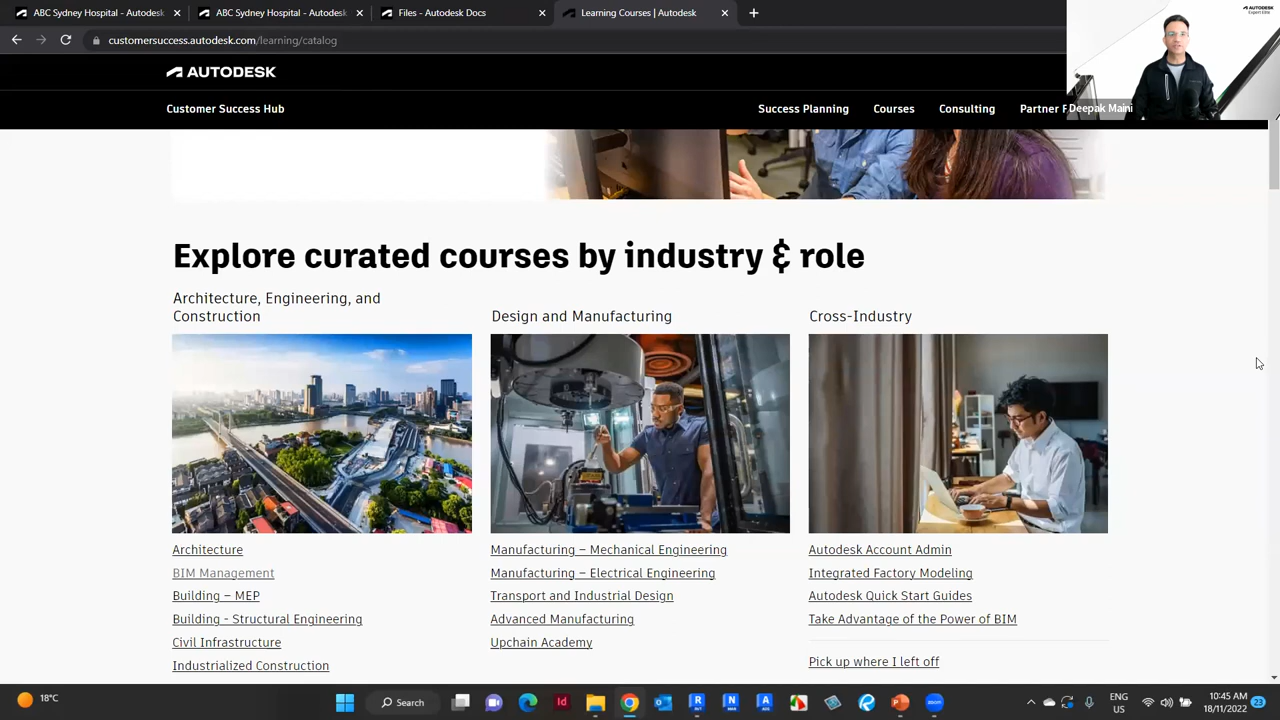 ABC Sydney Hospital - Autodesk
ABC Sydney Hospital - Autodesk
Files - Autodesk Docs
Learning Courses | Autodesk
customersuccess.autodesk.com/learning/catalog
AUTODESK
AUTODESK
Expert Elite
Customer Success Hub
Success Planning
Courses
Consulting
Partner F
Deepak Maini
Explore curated courses by industry & role
Architecture, Engineering, and
Construction
Design and Manufacturing
Cross-Industry
Architecture
BIM Management
Building – MEP
Building - Structural Engineering
Civil Infrastructure
Industrialized Construction
Manufacturing – Mechanical Engineering
Manufacturing – Electrical Engineering
Transport and Industrial Design
Advanced Manufacturing
Upchain Academy
Autodesk Account Admin
Integrated Factory Modeling
Autodesk Quick Start Guides
Take Advantage of the Power of BIM
Pick up where I left off
18°C
Search
ENG
US
10:45 AM
18/11/2022
23